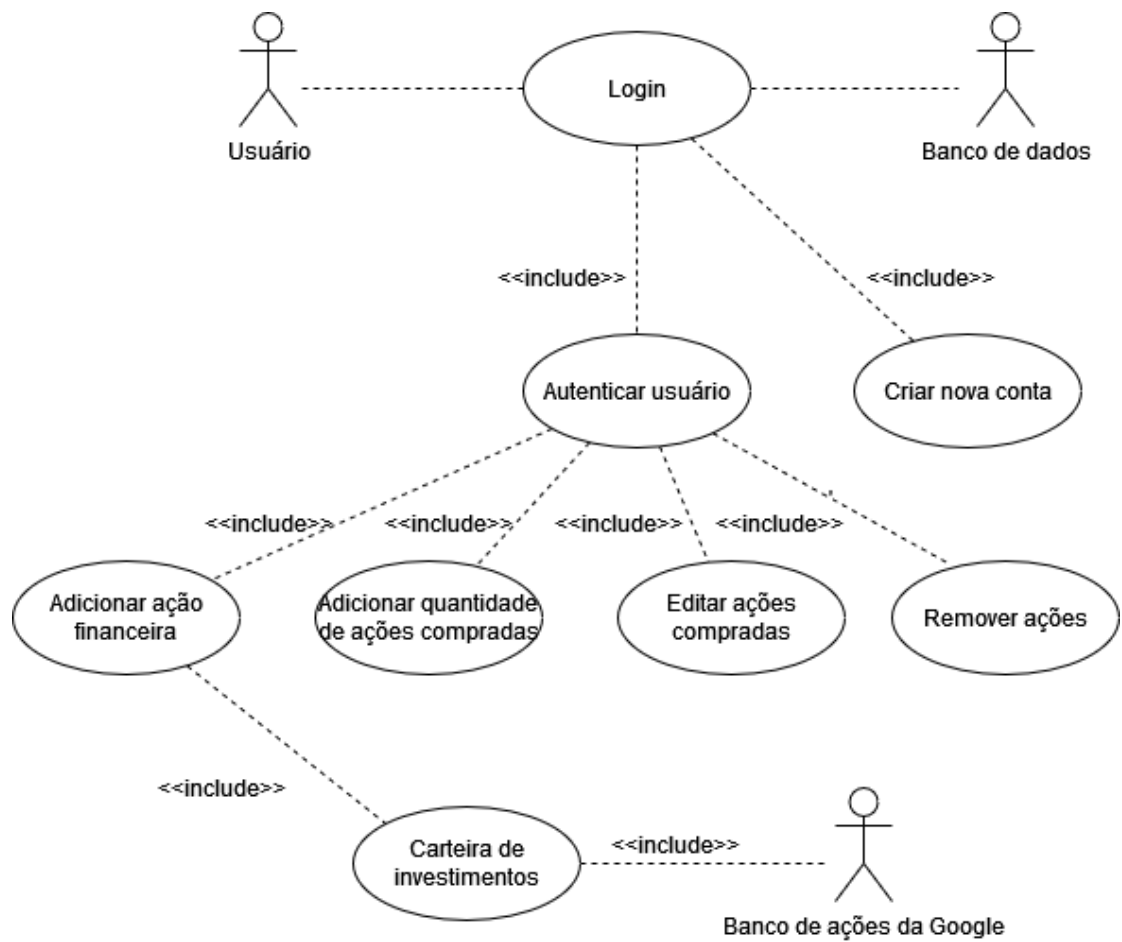 Login
Usuário
Banco de dados
<<include>>
<<include>>
Autenticar usuário
Criar nova conta
<<include>>
<<include>>
<<include>>
<<include>>
Adicionar ação
financeira
Adicionar quantidade
de ações compradas
Editar ações
compradas
Remover ações
<<include>>
Carteira de
investimentos
<<include>>
Banco de ações da Google